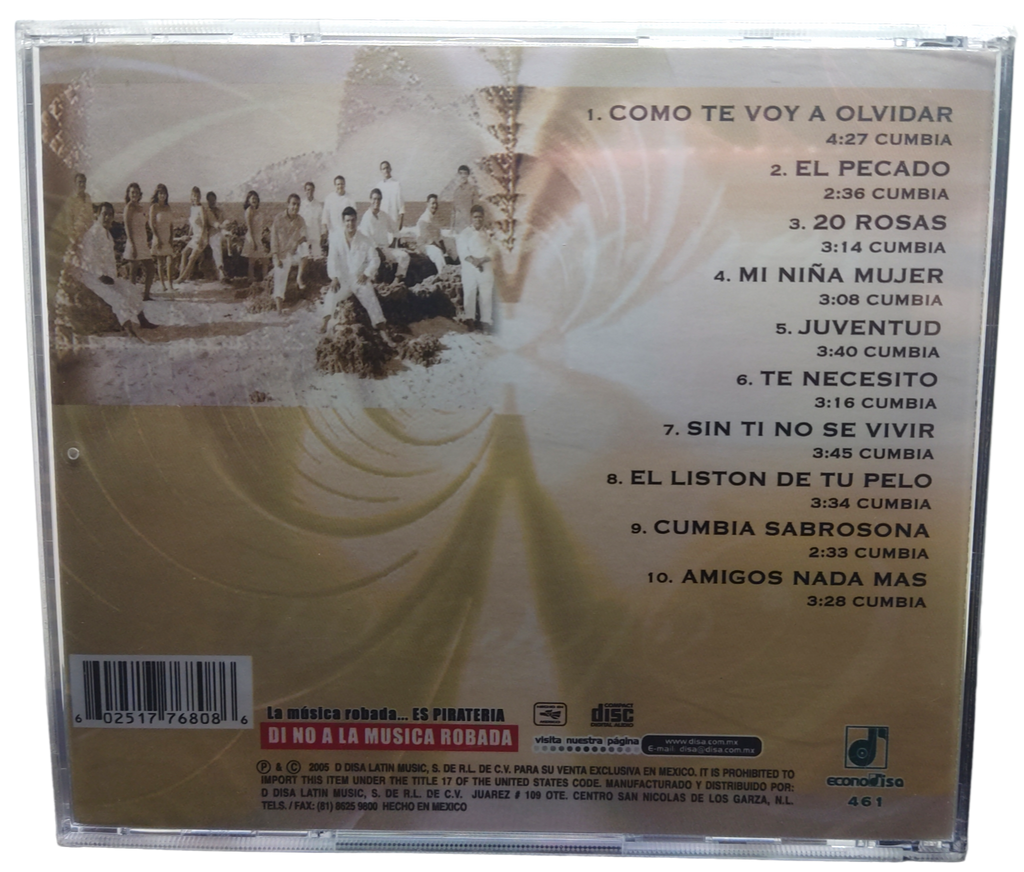 1. COMO TE VOY A OLVIDAR
4:27 CUMBIA
2. EL PECADO
2:36 CUMBIA
3. 20 ROSAS
3:14 CUMBIA
4. MI NIÑA MUJER
3:08 CUMBIA
5. JUVENTUD
3:40 CUMBIA
6. TE NECESITO
3:16 CUMBIA
7. SIN TI NO SE VIVIR
3:45 CUMBIA
8. EL LISTON DE TU PELO
3:34 CUMBIA
9. CUMBIA SABROSONA
2:33 CUMBIA
10. AMIGOS NADA MAS
3:28 CUMBIA
6 02517 76808 6
La música robada... ES PIRATERIA
DI NO A LA MUSICA ROBADA
COMPACT
disc
DIGITAL AUDIO
visita nuestra página
www.disa.com.mx
E-mail disa@disa.com.mx
℗ & © 2005 D DISA LATIN MUSIC, S. DE R.L. DE C.V. PARA SU VENTA EXCLUSIVA EN MEXICO. IT IS PROHIBITED TO
IMPORT THIS ITEM UNDER THE TITLE 17 OF THE UNITED STATES CODE. MANUFACTURADO Y DISTRIBUIDO POR:
D DISA LATIN MUSIC, S. DE R.L. DE C.V. JUAREZ # 109 OTE. CENTRO SAN NICOLAS DE LOS GARZA, N.L.
TELS. / FAX: (81) 8625 9800 HECHO EN MEXICO
econodisa
461